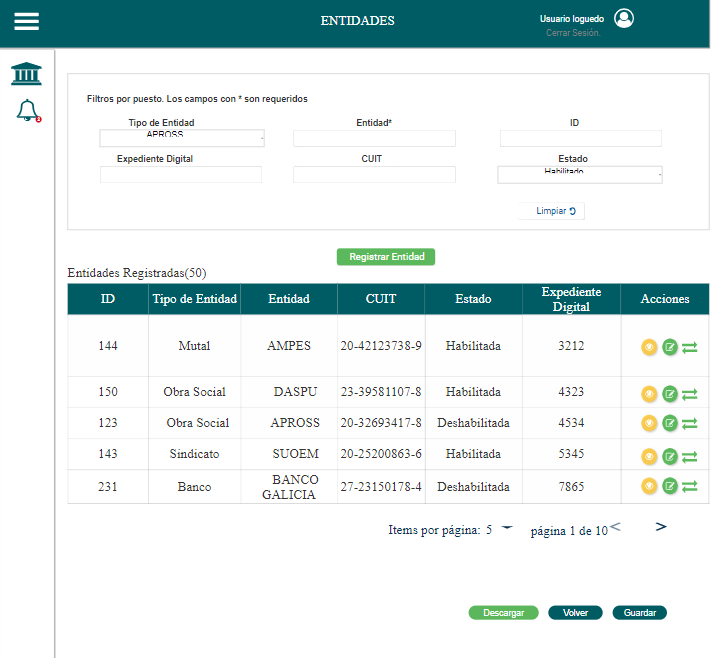 ENTIDADES
Usuario loguedo
Cerrar Sesión.
2
Filtros por puesto. Los campos con * son requeridos
Tipo de Entidad Entidad* ID
APROSS
Expediente Digital CUIT Estado
Habilitado
Limpiar
Registrar Entidad
Entidades Registradas(50)
ID Tipo de Entidad Entidad CUIT Estado Expediente Digital Acciones
144 Mutal AMPES 20-42123738-9 Habilitada 3212
150 Obra Social DASPU 23-39581107-8 Habilitada 4323
123 Obra Social APROSS 20-32693417-8 Deshabilitada 4534
143 Sindicato SUOEM 20-25200863-6 Habilitada 5345
231 Banco BANCO GALICIA 27-23150178-4 Deshabilitada 7865
Items por página: 5 página 1 de 10 < >
Descargar Volver Guardar